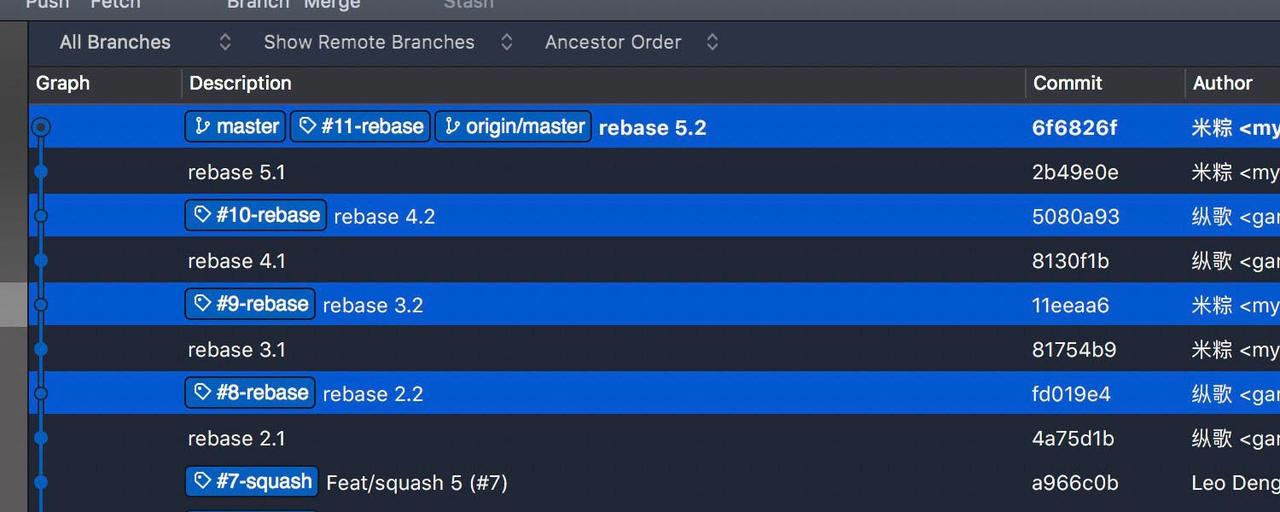 Push Fetch Branch Merge Stash
All Branches Show Remote Branches Ancestor Order
Graph Description Commit Author
master #11-rebase origin/master rebase 5.2 6f6826f 米粽 <my
rebase 5.1 2b49e0e 米粽 <my
#10-rebase rebase 4.2 5080a93 纵歌 <gar
rebase 4.1 8130f1b 纵歌 <gar
#9-rebase rebase 3.2 11eeaa6 米粽 <my
rebase 3.1 81754b9 米粽 <my
#8-rebase rebase 2.2 fd019e4 纵歌 <gar
rebase 2.1 4a75d1b 纵歌 <gar
#7-squash Feat/squash 5 (#7) a966c0b Leo Deng